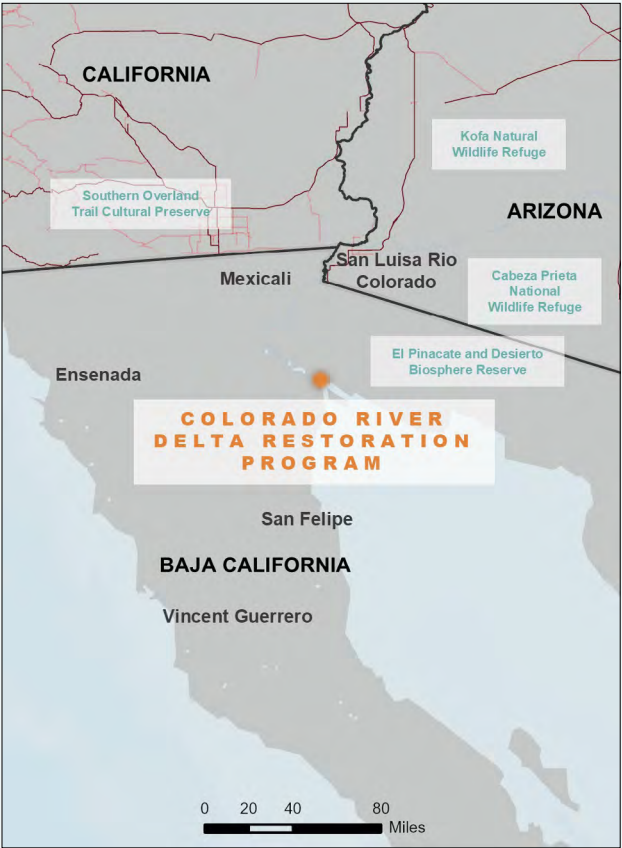 CALIFORNIA
Kofa Natural
Wildlife Refuge
Southern Overland
Trail Cultural Preserve
ARIZONA
San Luisa Rio
Colorado
Mexicali
Cabeza Prieta
National
Wildlife Refuge
El Pinacate and Desierto
Biosphere Reserve
Ensenada
COLORADO RIVER
DELTA RESTORATION
PROGRAM
San Felipe
BAJA CALIFORNIA
Vincent Guerrero
0 20 40 80
Miles